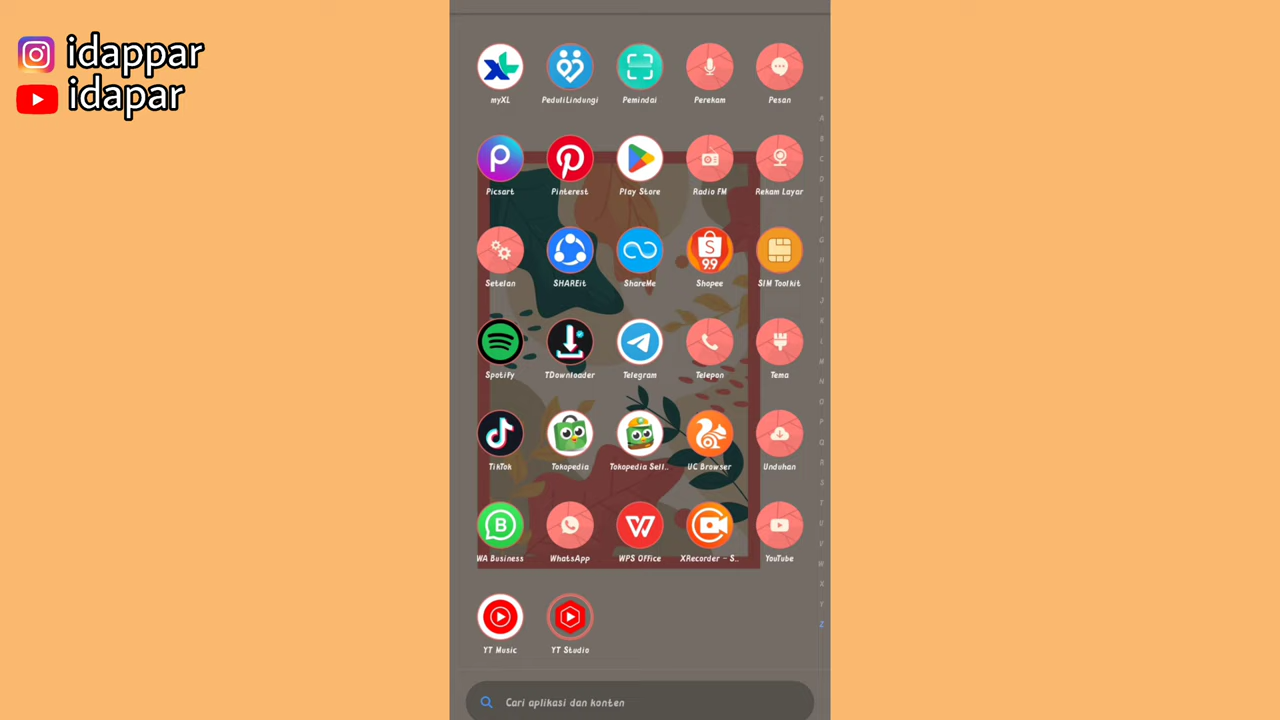 idappar
idapar
myXL
PeduliLindungi
Pemindai
Perekam
Pesan
Picsart
Pinterest
Play Store
Radio FM
Rekam Layar
Setelan
SHAREit
ShareMe
S
9.9
Shopee
SIM Toolkit
Spotify
TDownloader
Telegram
Telepon
Tema
TikTok
Tokopedia
Tokopedia Sell..
UC Browser
Unduhan
WA Business
WhatsApp
WPS Office
XRecorder - S..
YouTube
YT Music
YT Studio
Cari aplikasi dan konten